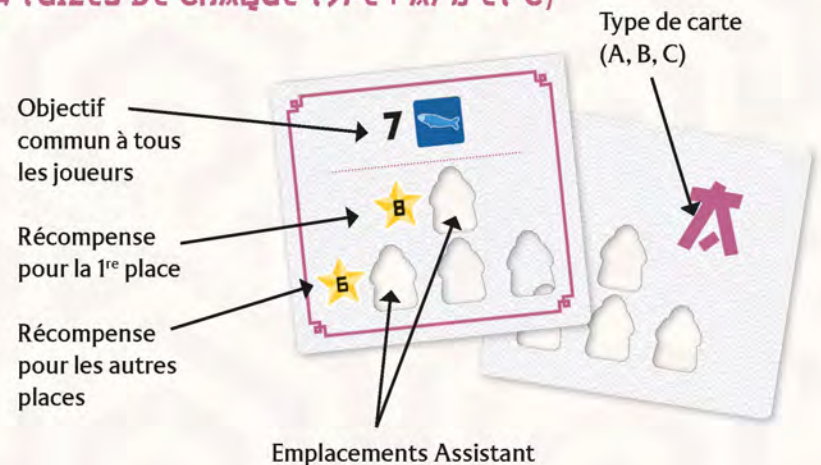 Type de carte
(A, B, C)
Objectif
commun à tous
les joueurs
7
8
A
Récompense
pour la 1re place
6
Récompense
pour les autres
places
Emplacements Assistant